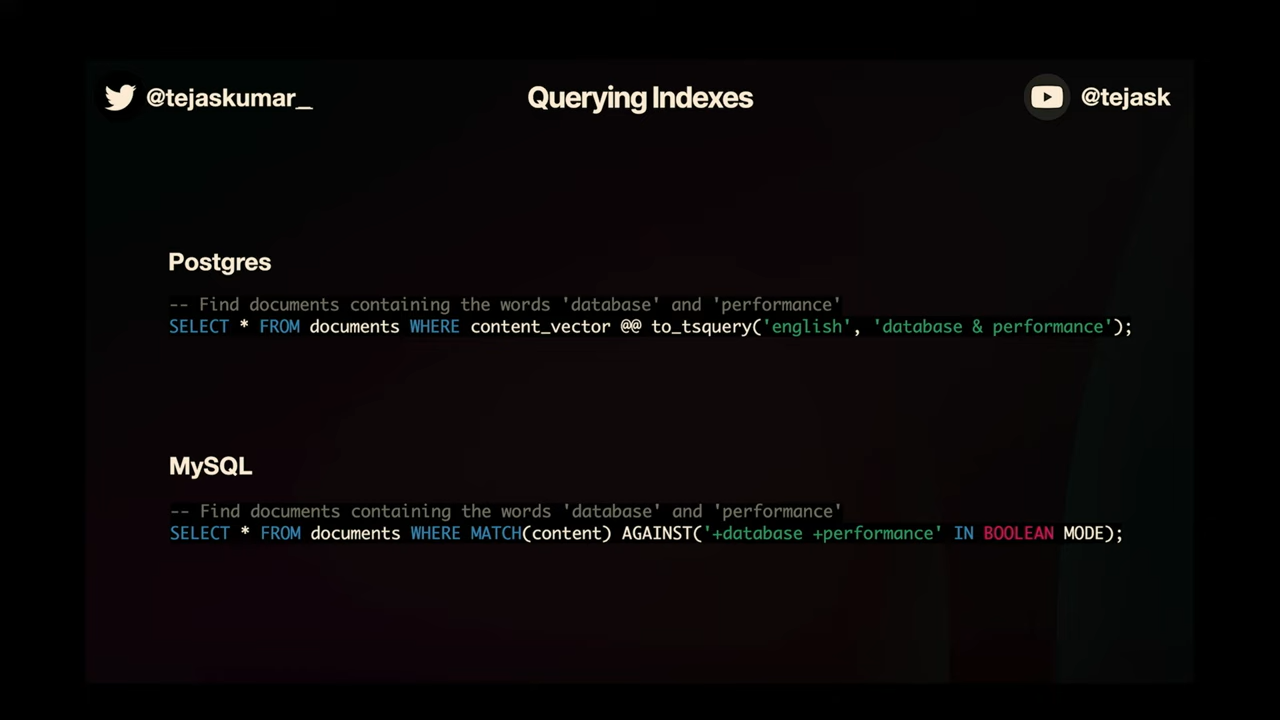 @tejaskumar_
Querying Indexes
@tejask
Postgres
-- Find documents containing the words 'database' and 'performance'
SELECT * FROM documents WHERE content_vector @@ to_tsquery('english', 'database & performance');
MySQL
-- Find documents containing the words 'database' and 'performance'
SELECT * FROM documents WHERE MATCH(content) AGAINST('+database +performance' IN BOOLEAN MODE);